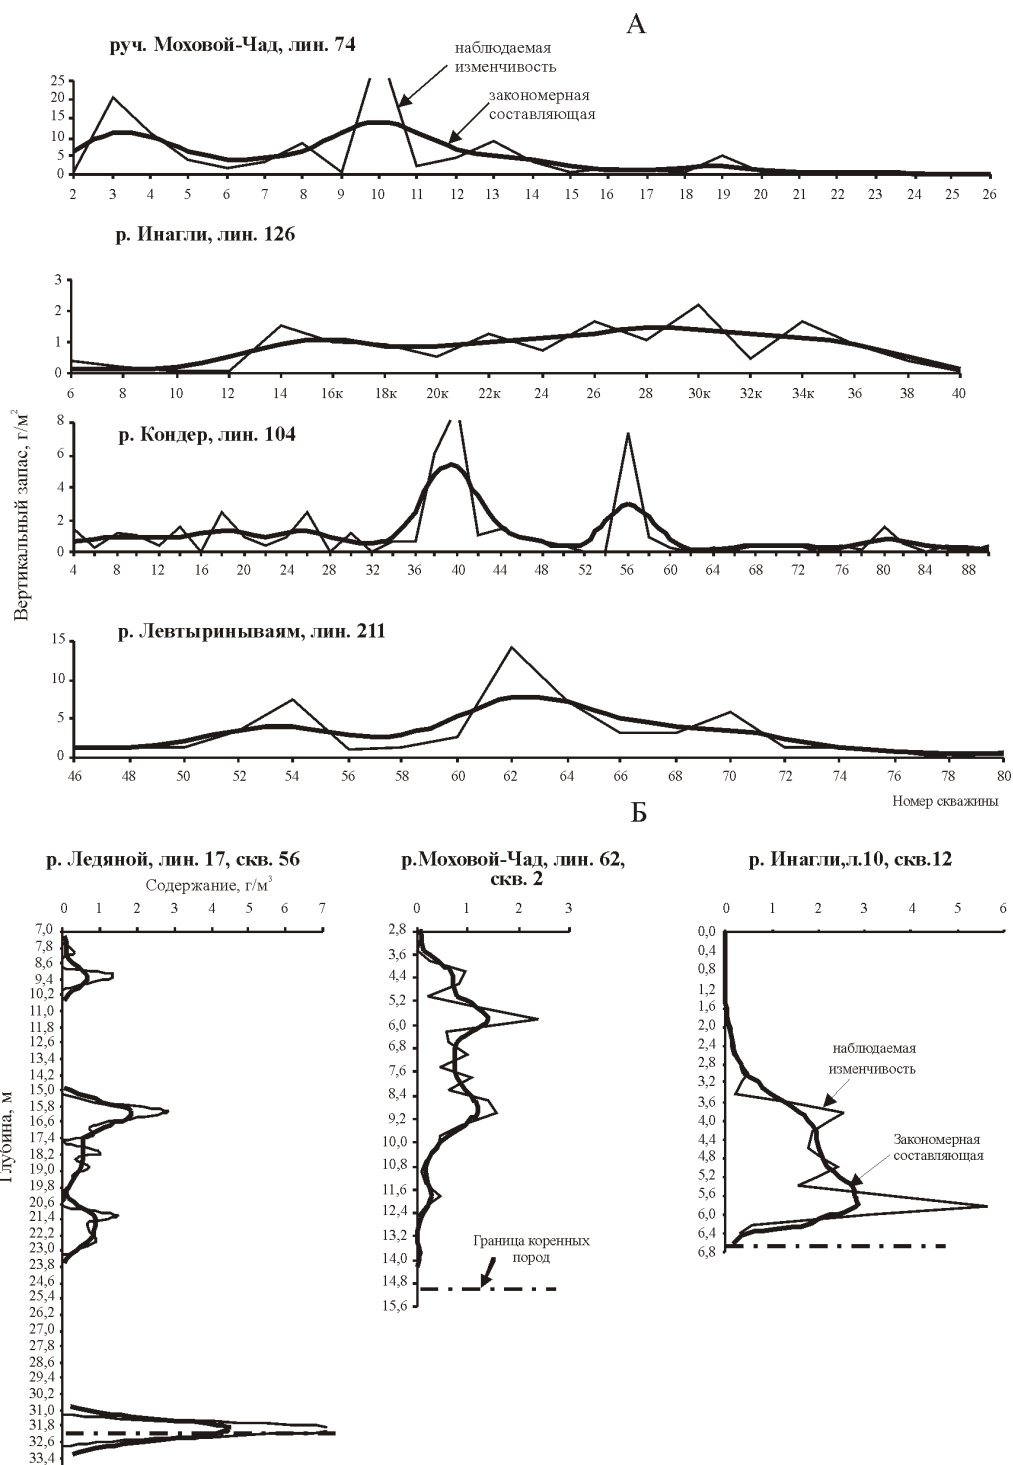 А
руч. Моховой-Чад, лин. 74
наблюдаемая
изменчивость
закономерная
составляющая
25
20
15
10
5
0
2 3 4 5 6 7 8 9 10 11 12 13 14 15 16 17 18 19 20 21 22 23 24 25 26
р. Инагли, лин. 126
3
2
1
0
6 8 10 12 14 16к 18к 20к 22к 24 26 28 30к 32к 34к 36 38 40
Вертикальный запас, г/м²
р. Кондер, лин. 104
8
6
4
2
0
4 8 12 16 20 24 28 32 36 40 44 48 52 56 60 64 68 72 76 80 84 88
р. Левтыринываям, лин. 211
15
10
5
0
46 48 50 52 54 56 58 60 62 64 66 68 70 72 74 76 78 80
Номер скважины
Б
р. Ледяной, лин. 17, скв. 56
Содержание, г/м³
0 1 2 3 4 5 6 7
Глубина, м
7,0
7,8
8,6
9,4
10,2
11,0
11,8
12,6
13,4
14,2
15,0
15,8
16,6
17,4
18,2
19,0
19,8
20,6
21,4
22,2
23,0
23,8
24,6
25,4
26,2
27,0
27,8
28,6
29,4
30,2
31,0
31,8
32,6
33,4
р.Моховой-Чад, лин. 62,
скв. 2
0 1 2 3
2,8
3,6
4,4
5,2
6,0
6,8
7,6
8,4
9,2
10,0
10,8
11,6
12,4
13,2
14,0
14,8
15,6
Граница коренных
пород
р. Инагли,л.10, скв.12
0 1 2 3 4 5 6
0,0
0,4
0,8
1,2
1,6
2,0
2,4
2,8
3,2
3,6
4,0
4,4
4,8
5,2
5,6
6,0
6,4
6,8
наблюдаемая
изменчивость
Закономерная
составляющая